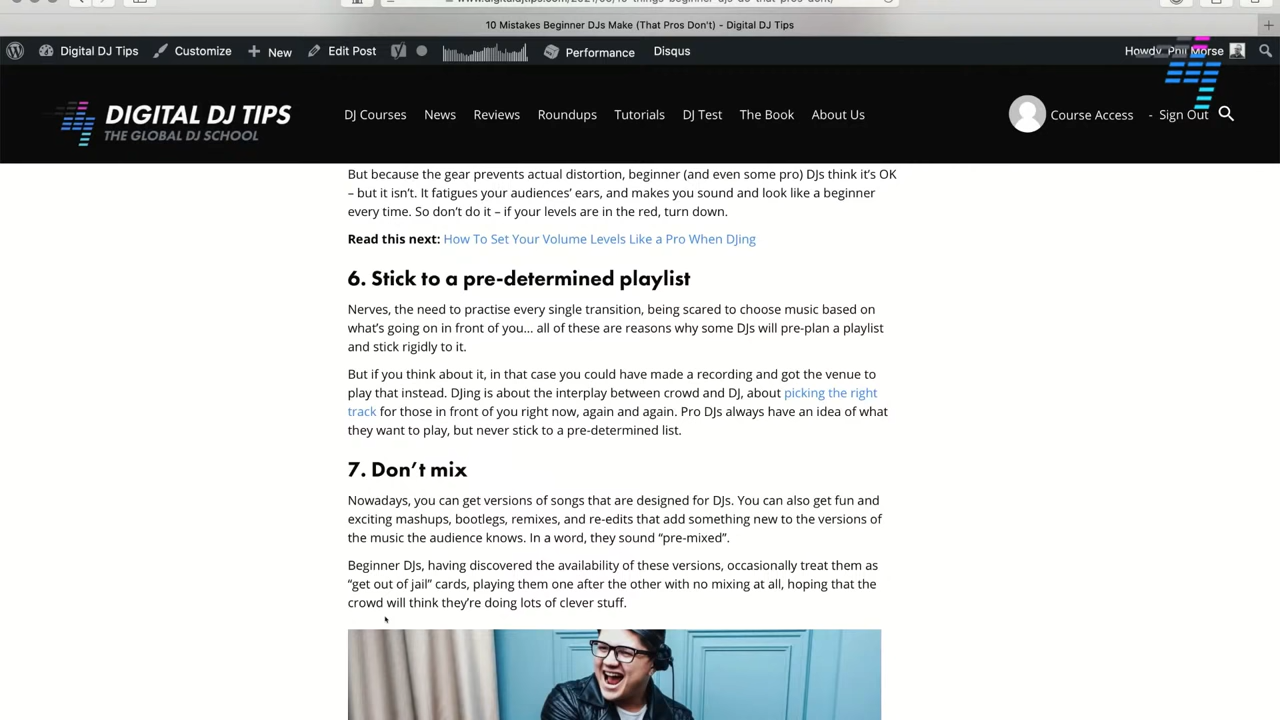 10 Mistakes Beginner DJs Make (That Pros Don't) - Digital DJ Tips
Digital DJ Tips
Customize
New
Edit Post
Performance
Disqus
Howdy, Phil Morse
DIGITAL DJ TIPS
THE GLOBAL DJ SCHOOL
DJ Courses
News
Reviews
Roundups
Tutorials
DJ Test
The Book
About Us
Course Access
- Sign Out
But because the gear prevents actual distortion, beginner (and even some pro) DJs think it’s OK
– but it isn’t. It fatigues your audiences’ ears, and makes you sound and look like a beginner
every time. So don’t do it – if your levels are in the red, turn down.
Read this next: How To Set Your Volume Levels Like a Pro When DJing
6. Stick to a pre-determined playlist
Nerves, the need to practise every single transition, being scared to choose music based on
what’s going on in front of you… all of these are reasons why some DJs will pre-plan a playlist
and stick rigidly to it.
But if you think about it, in that case you could have made a recording and got the venue to
play that instead. DJing is about the interplay between crowd and DJ, about picking the right
track for those in front of you right now, again and again. Pro DJs always have an idea of what
they want to play, but never stick to a pre-determined list.
7. Don’t mix
Nowadays, you can get versions of songs that are designed for DJs. You can also get fun and
exciting mashups, bootlegs, remixes, and re-edits that add something new to the versions of
the music the audience knows. In a word, they sound “pre-mixed”.
Beginner DJs, having discovered the availability of these versions, occasionally treat them as
“get out of jail” cards, playing them one after the other with no mixing at all, hoping that the
crowd will think they’re doing lots of clever stuff.